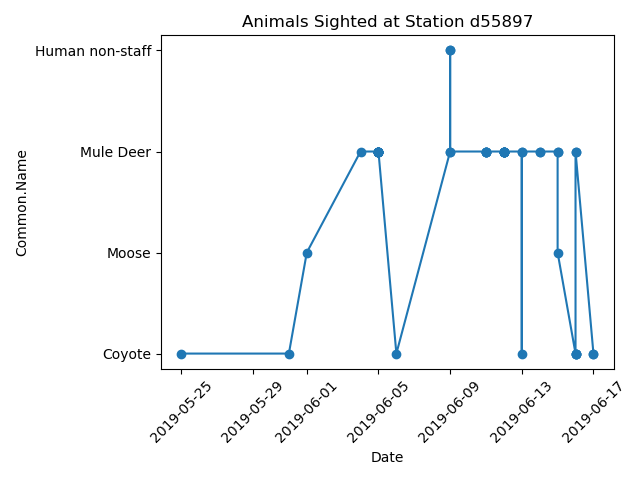 Animals Sighted at Station d55897
Human non-staff
Mule Deer
Moose
Coyote
Common.Name
2019-05-25
2019-05-29
2019-06-01
2019-06-05
2019-06-09
2019-06-13
2019-06-17
Date